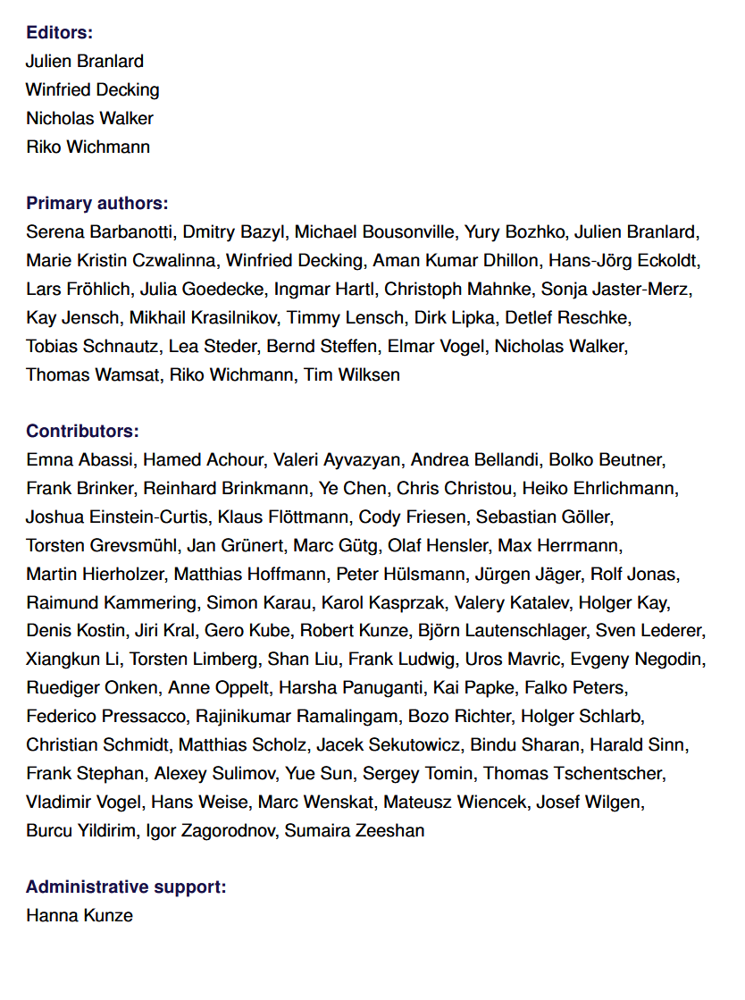 Editors:
Julien Branlard
Winfried Decking
Nicholas Walker
Riko Wichmann
Primary authors:
Serena Barbanotti, Dmitry Bazyl, Michael Bousonville, Yury Bozhko, Julien Branlard,
Marie Kristin Czwalinna, Winfried Decking, Aman Kumar Dhillon, Hans-Jörg Eckoldt,
Lars Fröhlich, Julia Goedecke, Ingmar Hartl, Christoph Mahnke, Sonja Jaster-Merz,
Kay Jensch, Mikhail Krasilnikov, Timmy Lensch, Dirk Lipka, Detlef Reschke,
Tobias Schnautz, Lea Steder, Bernd Steffen, Elmar Vogel, Nicholas Walker,
Thomas Wamsat, Riko Wichmann, Tim Wilksen
Contributors:
Emna Abassi, Hamed Achour, Valeri Ayvazyan, Andrea Bellandi, Bolko Beutner,
Frank Brinker, Reinhard Brinkmann, Ye Chen, Chris Christou, Heiko Ehrlichmann,
Joshua Einstein-Curtis, Klaus Flöttmann, Cody Friesen, Sebastian Göller,
Torsten Grevsmühl, Jan Grünert, Marc Gütg, Olaf Hensler, Max Herrmann,
Martin Hierholzer, Matthias Hoffmann, Peter Hülsmann, Jürgen Jäger, Rolf Jonas,
Raimund Kammering, Simon Karau, Karol Kasprzak, Valery Katalev, Holger Kay,
Denis Kostin, Jiri Kral, Gero Kube, Robert Kunze, Björn Lautenschlager, Sven Lederer,
Xiangkun Li, Torsten Limberg, Shan Liu, Frank Ludwig, Uros Mavric, Evgeny Negodin,
Ruediger Onken, Anne Oppelt, Harsha Panuganti, Kai Papke, Falko Peters,
Federico Pressacco, Rajinikumar Ramalingam, Bozo Richter, Holger Schlarb,
Christian Schmidt, Matthias Scholz, Jacek Sekutowicz, Bindu Sharan, Harald Sinn,
Frank Stephan, Alexey Sulimov, Yue Sun, Sergey Tomin, Thomas Tschentscher,
Vladimir Vogel, Hans Weise, Marc Wenskat, Mateusz Wiencek, Josef Wilgen,
Burcu Yildirim, Igor Zagorodnov, Sumaira Zeeshan
Administrative support:
Hanna Kunze